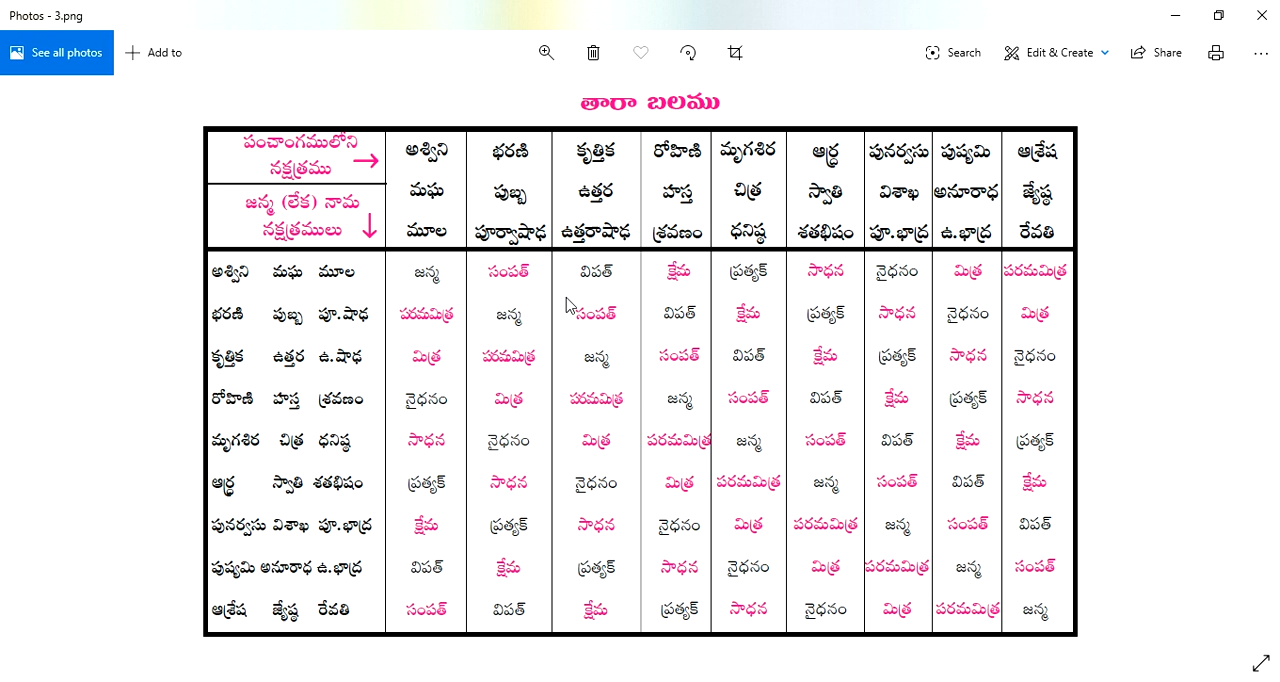 Photos - 3.png
See all photos
Add to
Search
Edit & Create
Share
తారా బలము
పంచాంగములోని నక్షత్రము → అశ్విని భరణి కృత్తిక రోహిణి మృగశిర ఆర్ద్ర పునర్వసు పుష్యమి ఆశ్రేష
మఘ పుబ్బ ఉత్తర హస్త చిత్ర స్వాతి విశాఖ అనూరాధ జ్యేష్ఠ
జన్మ (లేక) నామ నక్షత్రములు ↓ మూల పూర్వాషాఢ ఉత్తరాషాఢ శ్రవణం ధనిష్ఠ శతభిషం పూ.భాద్ర ఉ.భాద్ర రేవతి
అశ్విని మఘ మూల జన్మ సంపత్ విపత్ క్షేమ ప్రత్యక్ సాధన నైధనం మిత్ర పరమమిత్ర
భరణి పుబ్బ పూ.షాఢ పరమమిత్ర జన్మ సంపత్ విపత్ క్షేమ ప్రత్యక్ సాధన నైధనం మిత్ర
కృత్తిక ఉత్తర ఉ.షాఢ మిత్ర పరమమిత్ర జన్మ సంపత్ విపత్ క్షేమ ప్రత్యక్ సాధన నైధనం
రోహిణి హస్త శ్రవణం నైధనం మిత్ర పరమమిత్ర జన్మ సంపత్ విపత్ క్షేమ ప్రత్యక్ సాధన
మృగశిర చిత్ర ధనిష్ఠ సాధన నైధనం మిత్ర పరమమిత్ర జన్మ సంపత్ విపత్ క్షేమ ప్రత్యక్
ఆర్ద్ర స్వాతి శతభిషం ప్రత్యక్ సాధన నైధనం మిత్ర పరమమిత్ర జన్మ సంపత్ విపత్ క్షేమ
పునర్వసు విశాఖ పూ.భాద్ర క్షేమ ప్రత్యక్ సాధన నైధనం మిత్ర పరమమిత్ర జన్మ సంపత్ విపత్
పుష్యమి అనూరాధ ఉ.భాద్ర విపత్ క్షేమ ప్రత్యక్ సాధన నైధనం మిత్ర పరమమిత్ర జన్మ సంపత్
ఆశ్రేష జ్యేష్ఠ రేవతి సంపత్ విపత్ క్షేమ ప్రత్యక్ సాధన నైధనం మిత్ర పరమమిత్ర జన్మ